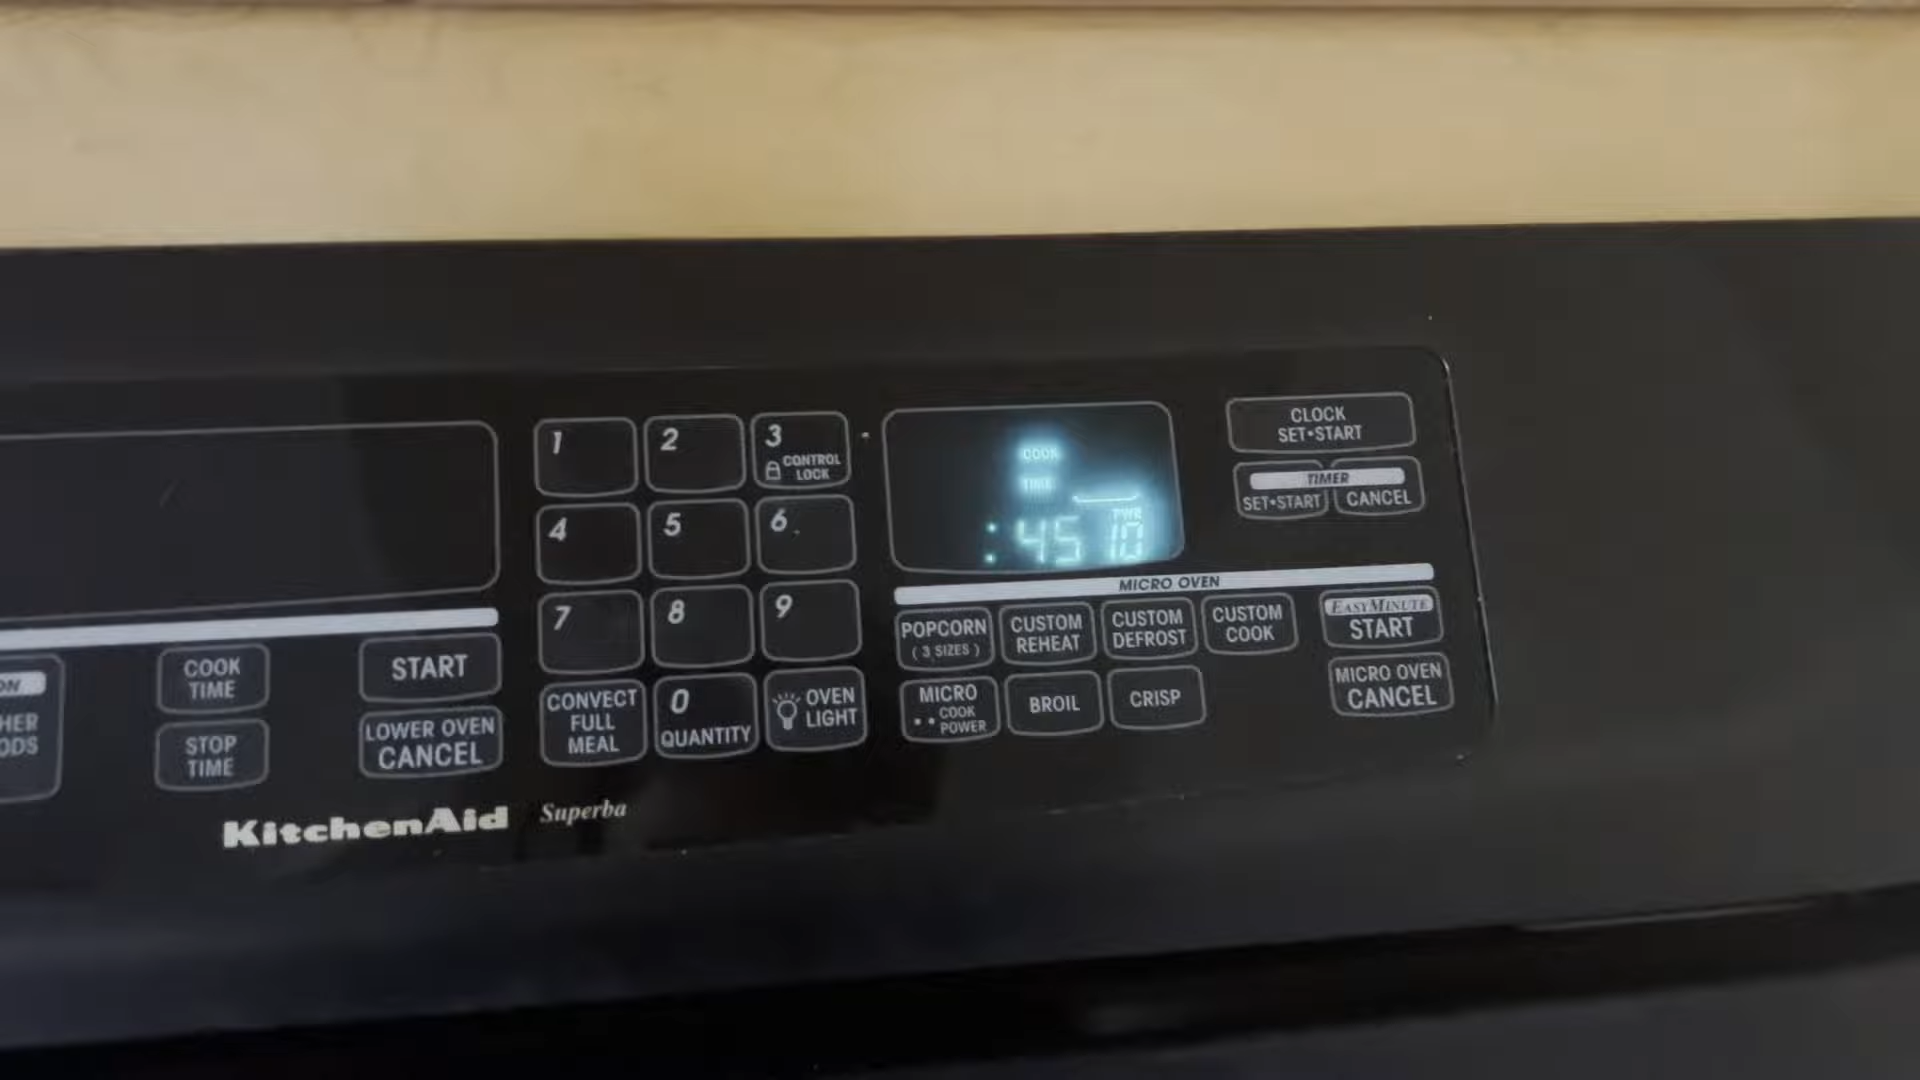 1
2
3
CONTROL
LOCK
4
5
6
7
8
9
CONVECT
FULL
MEAL
0
QUANTITY
OVEN
LIGHT
COOK
TIME
STOP
TIME
START
LOWER OVEN
CANCEL
KitchenAid Superba
COOK
TIME
PWR
:45 10
CLOCK
SET•START
TIMER
SET•START
CANCEL
MICRO OVEN
POPCORN
( 3 SIZES )
CUSTOM
REHEAT
CUSTOM
DEFROST
CUSTOM
COOK
EASYMINUTE
START
MICRO
•• COOK
POWER
BROIL
CRISP
MICRO OVEN
CANCEL